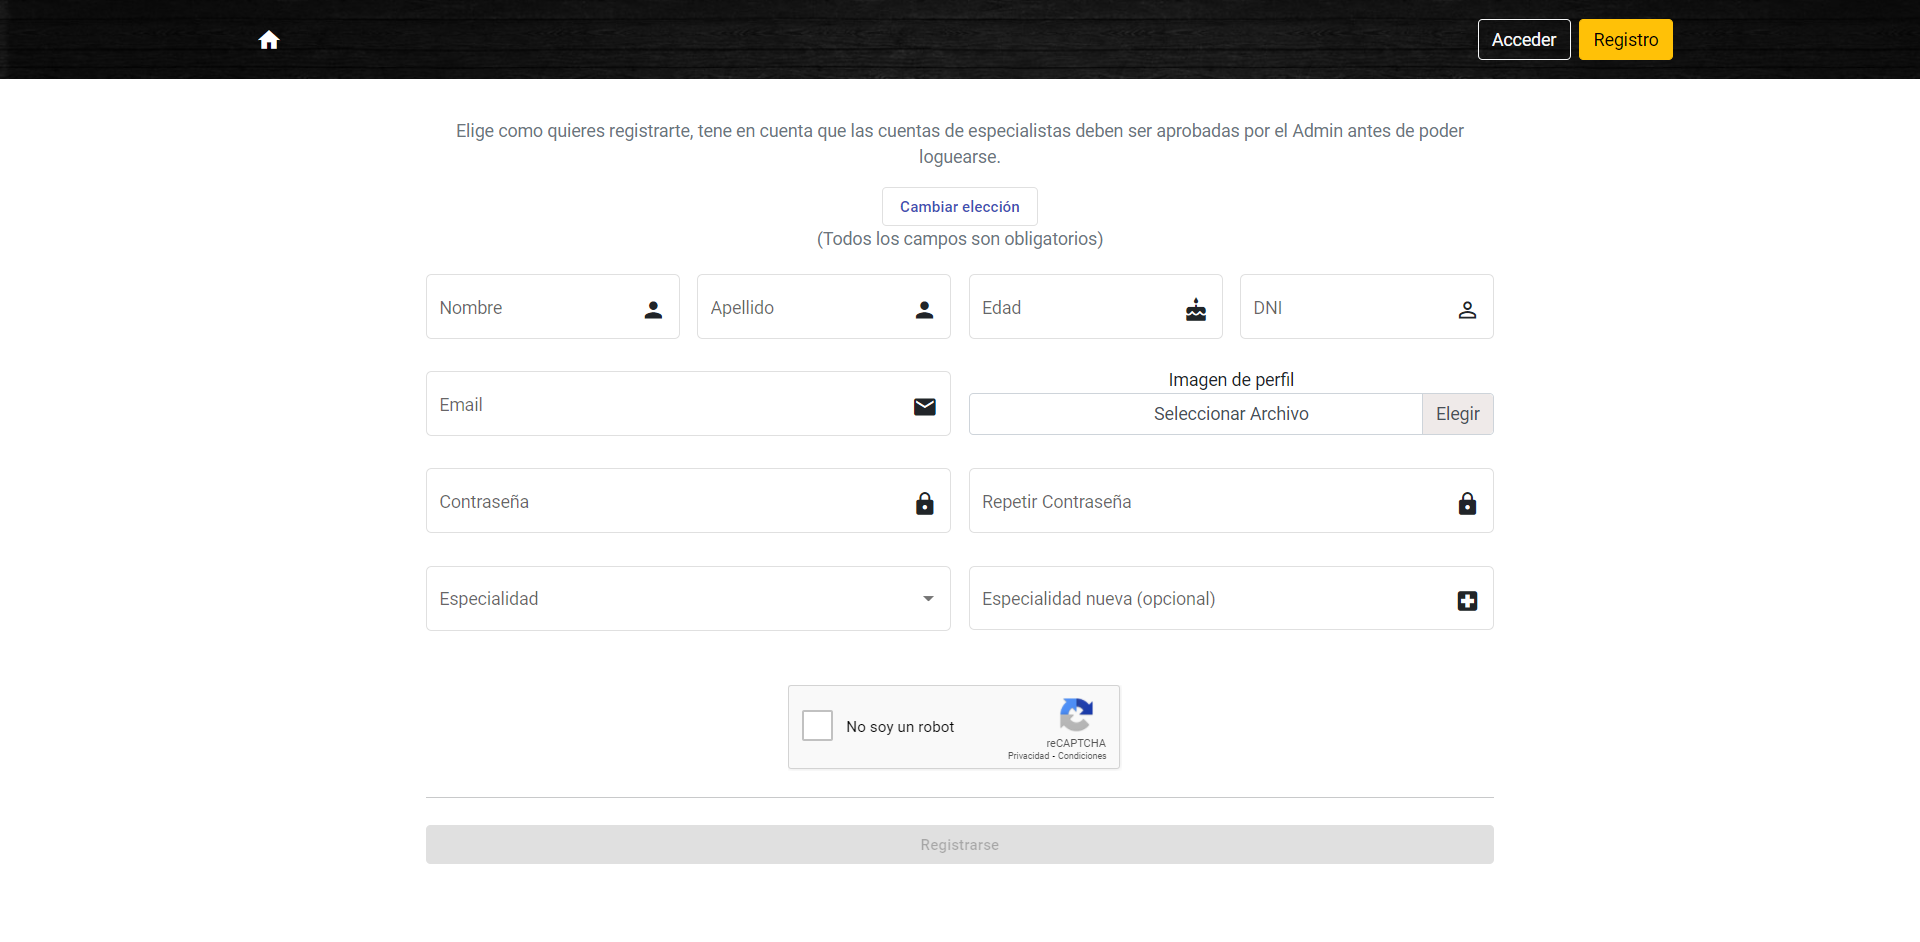 Acceder
Registro
Elige como quieres registrarte, tene en cuenta que las cuentas de especialistas deben ser aprobadas por el Admin antes de poder
loguearse.
Cambiar elección
(Todos los campos son obligatorios)
Nombre
Apellido
Edad
DNI
Email
Imagen de perfil
Seleccionar Archivo
Elegir
Contraseña
Repetir Contraseña
Especialidad
Especialidad nueva (opcional)
No soy un robot
reCAPTCHA
Privacidad - Condiciones
Registrarse